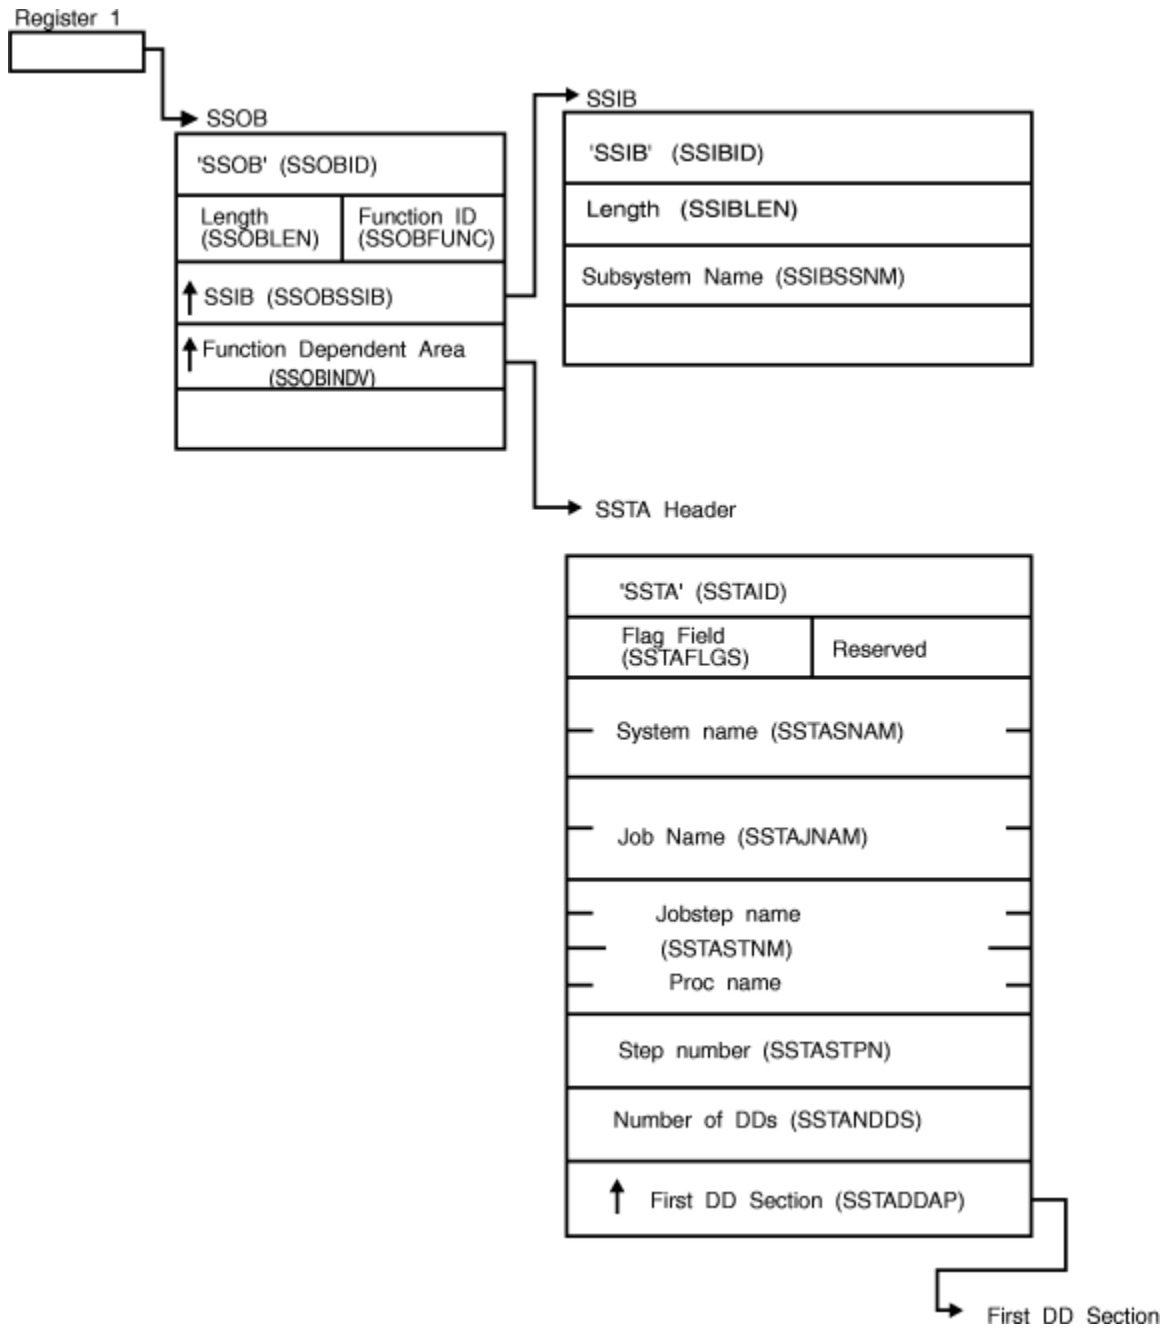 Register 1
SSOB
'SSOB' (SSOBID)
Length
(SSOBLEN)
Function ID
(SSOBFUNC)
SSIB (SSOBSSIB)
Function Dependent Area
(SSOBINDV)
SSIB
'SSIB' (SSIBID)
Length (SSIBLEN)
Subsystem Name (SSIBSSNM)
SSTA Header
'SSTA' (SSTAID)
Flag Field
(SSTAFLGS)
Reserved
System name (SSTASNAM)
Job Name (SSTAJNAM)
Jobstep name
(SSTASTNM)
Proc name
Step number (SSTASTPN)
Number of DDs (SSTANDDS)
First DD Section (SSTADDAP)
First DD Section